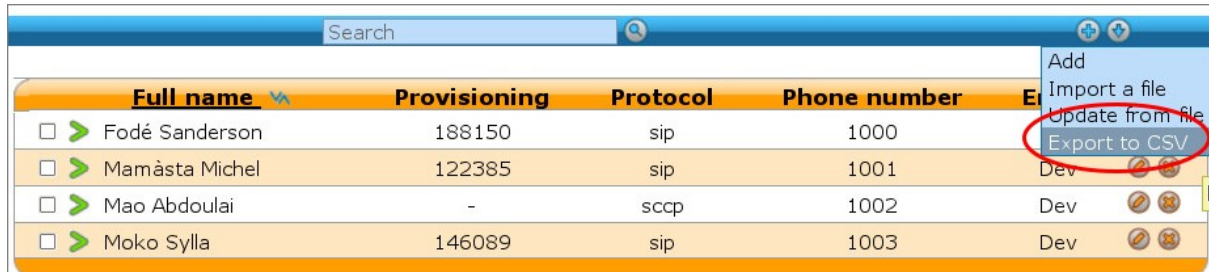 Search
Add
Import a file
Update from file
Export to CSV
Full name Provisioning Protocol Phone number
Fodé Sanderson 188150 sip 1000
Mamàsta Michel 122385 sip 1001 Dev
Mao Abdoulai - sccp 1002 Dev
Moko Sylla 146089 sip 1003 Dev